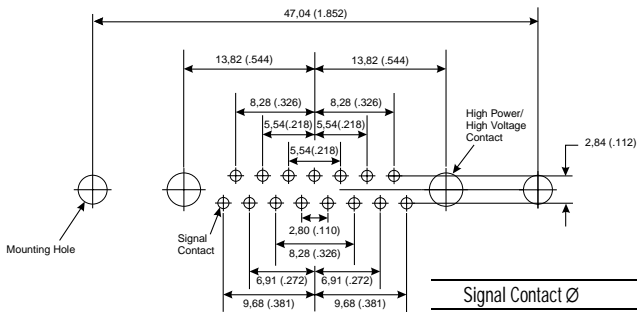 47,04 (1.852)
13,82 (.544) 13,82 (.544)
8,28 (.326) 8,28 (.326)
High Power/
High Voltage
Contact
5,54(.218) 5,54(.218)
2,84 (.112)
5,54(.218)
Mounting Hole
Signal
Contact
2,80 (.110)
8,28 (.326)
6,91 (.272) 6,91 (.272)
9,68 (.381) 9,68 (.381)
Signal Contact Ø